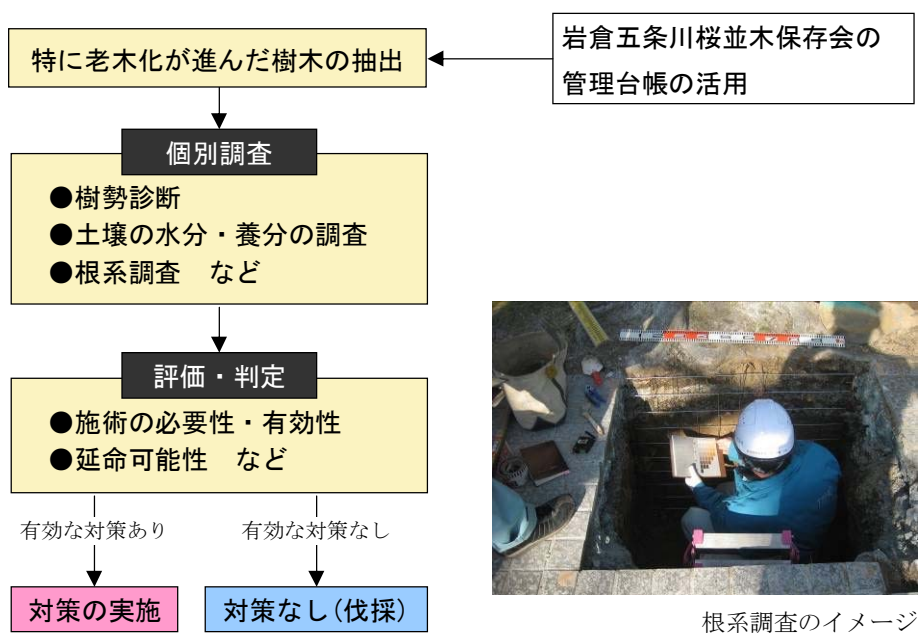 特に老木化が進んだ樹木の抽出
岩倉五条川桜並木保存会の
管理台帳の活用
個別調査
●樹勢診断
●土壌の水分・養分の調査
●根系調査　など
評価・判定
●施術の必要性・有効性
●延命可能性　など
有効な対策あり
有効な対策なし
対策の実施
対策なし(伐採)
根系調査のイメージ